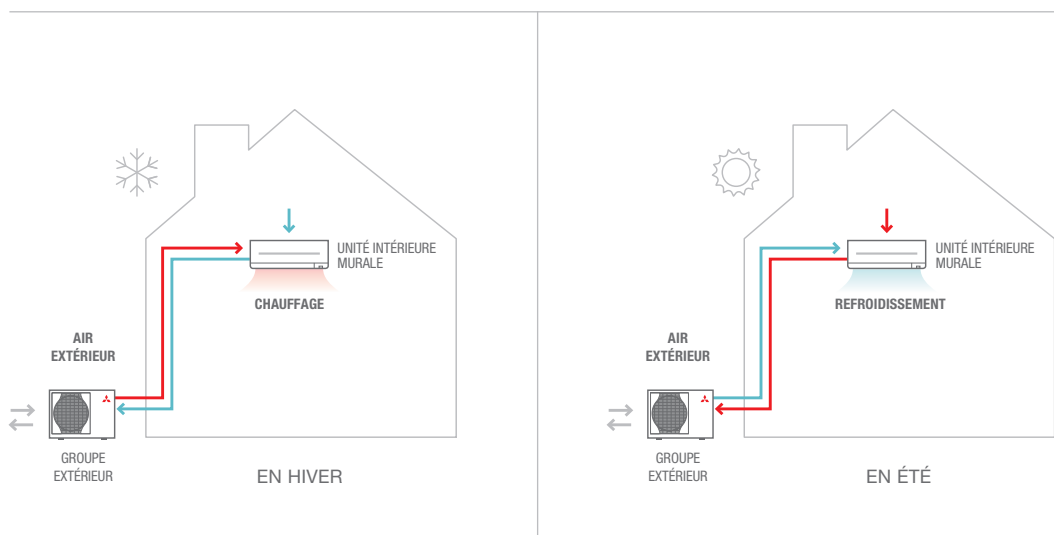 UNITÉ INTÉRIEURE
MURALE
CHAUFFAGE
AIR
EXTÉRIEUR
GROUPE
EXTÉRIEUR
EN HIVER
UNITÉ INTÉRIEURE
MURALE
REFROIDISSEMENT
AIR
EXTÉRIEUR
GROUPE
EXTÉRIEUR
EN ÉTÉ